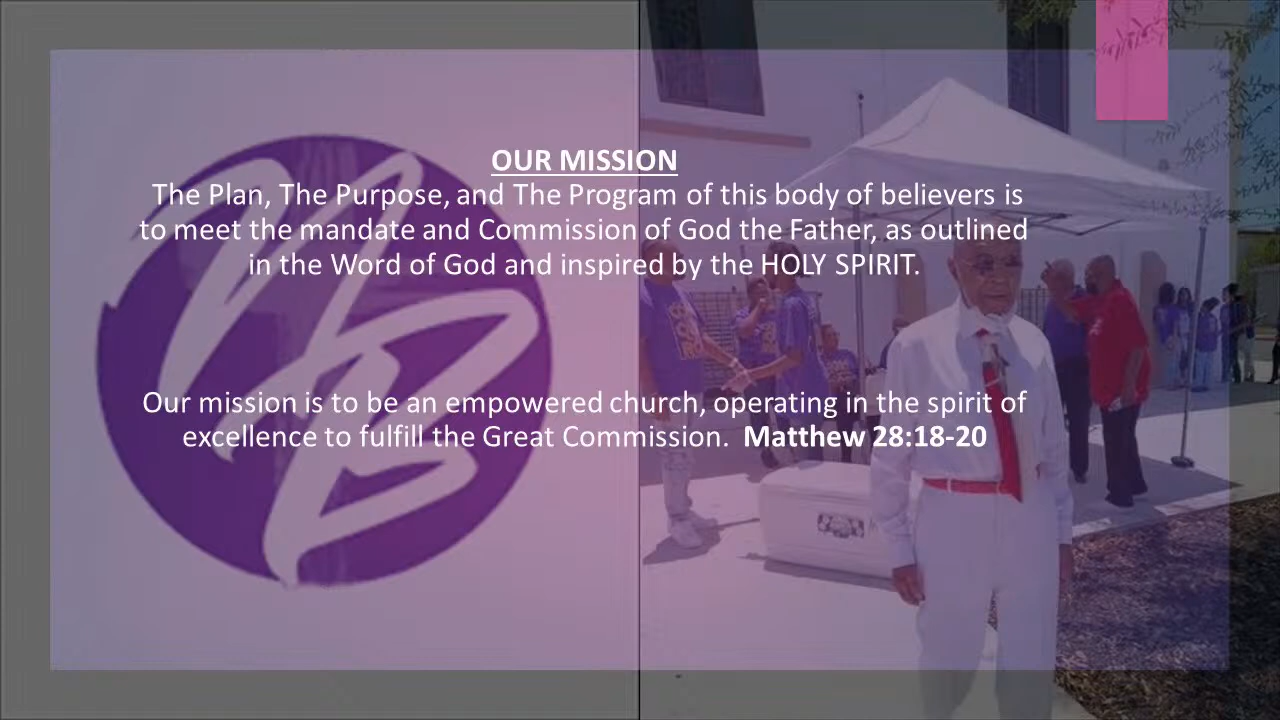 OUR MISSION
The Plan, The Purpose, and The Program of this body of believers is
to meet the mandate and Commission of God the Father, as outlined
in the Word of God and inspired by the HOLY SPIRIT.
Our mission is to be an empowered church, operating in the spirit of
excellence to fulfill the Great Commission. Matthew 28:18-20